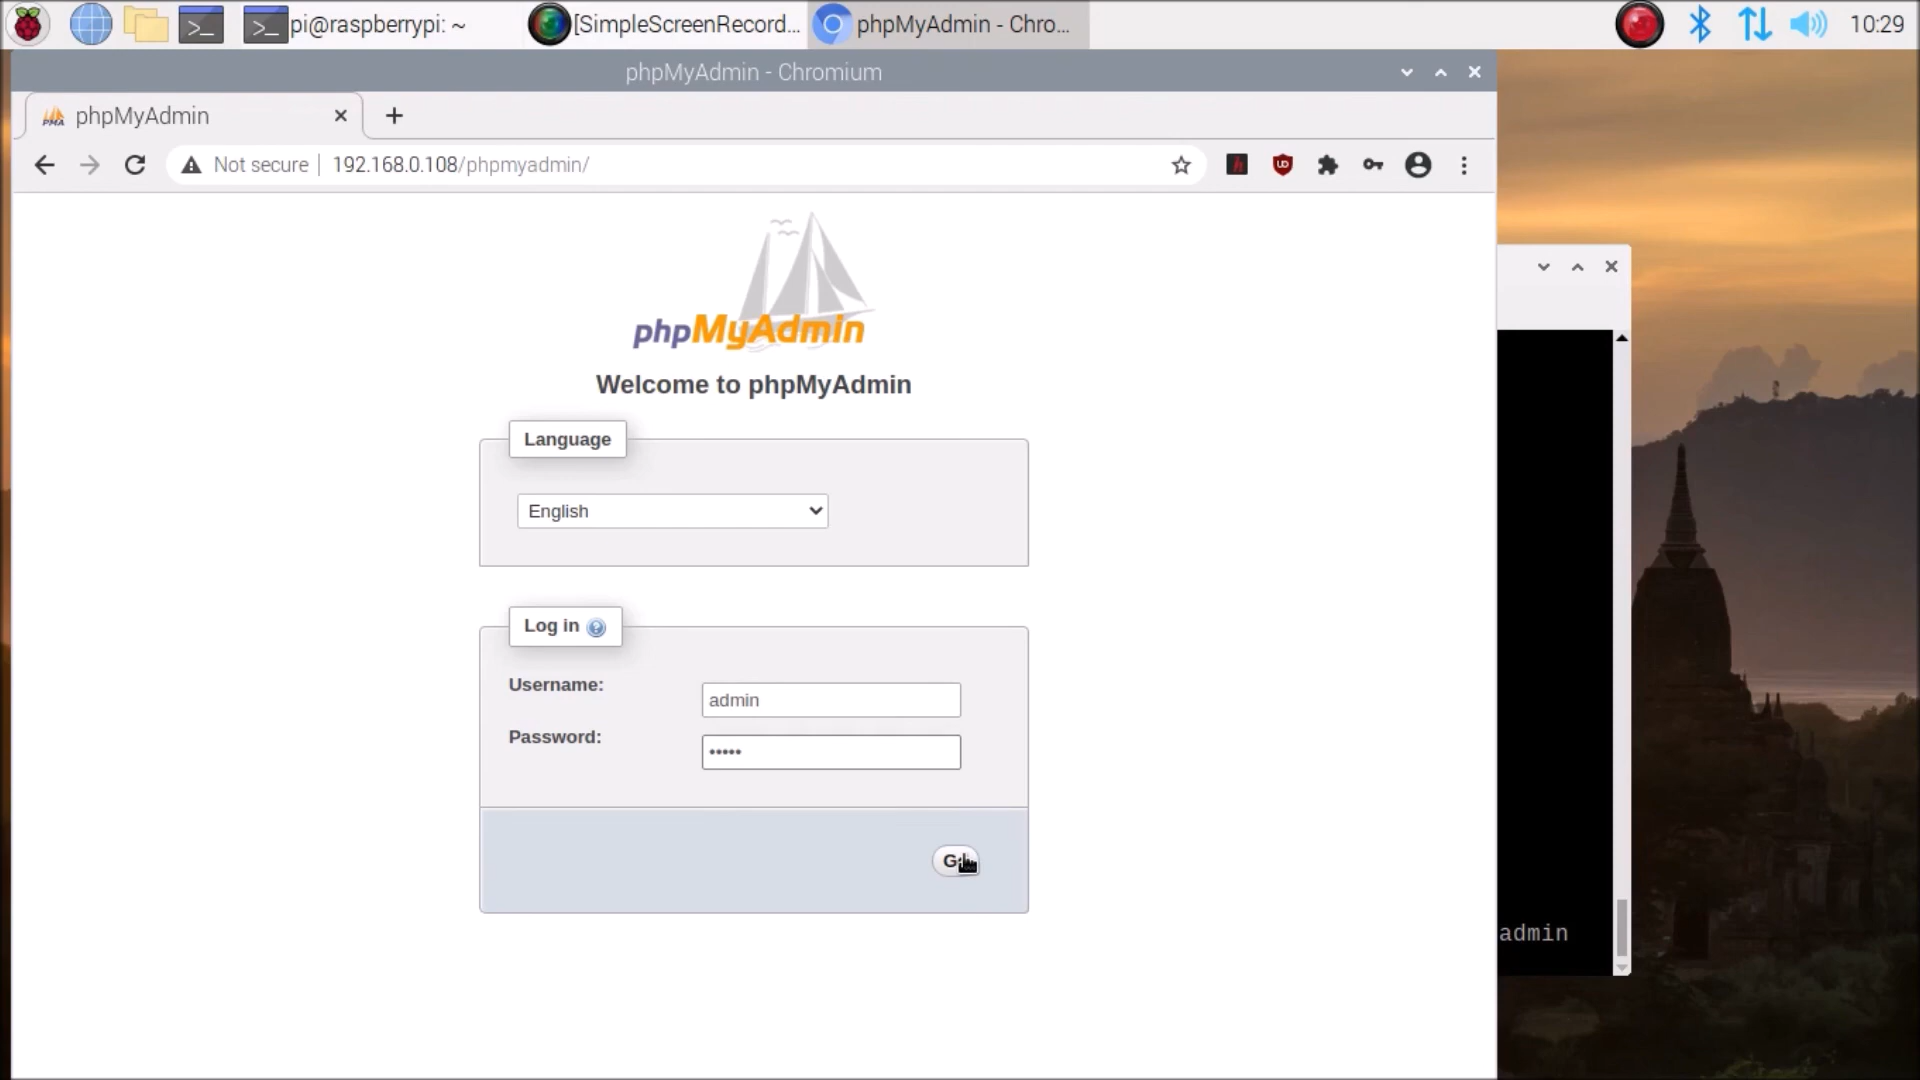 pi@raspberrypi: ~
[SimpleScreenRecord...
phpMyAdmin - Chro...
10:29
phpMyAdmin - Chromium
PMA
phpMyAdmin
Not secure
192.168.0.108/phpmyadmin/
phpMyAdmin
Welcome to phpMyAdmin
Language
English
Log in
Username:
admin
Password:
•••••
admin